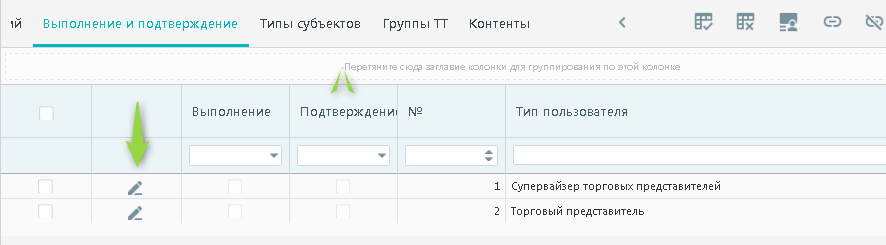 ий Выполнение и подтверждение Типы субъектов Группы ТТ Контенты
Перетяните сюда заглавие колонки для группирования по этой колонке
Выполнение Подтверждение № Тип пользователя
1 Супервайзер торговых представителей
2 Торговый представитель